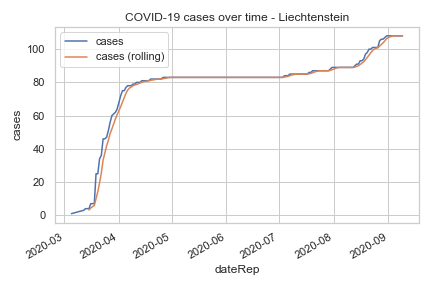 COVID-19 cases over time - Liechtenstein
cases
cases (rolling)
100
80
60
40
20
0
cases
2020-03
2020-04
2020-05
2020-06
2020-07
2020-08
2020-09
dateRep